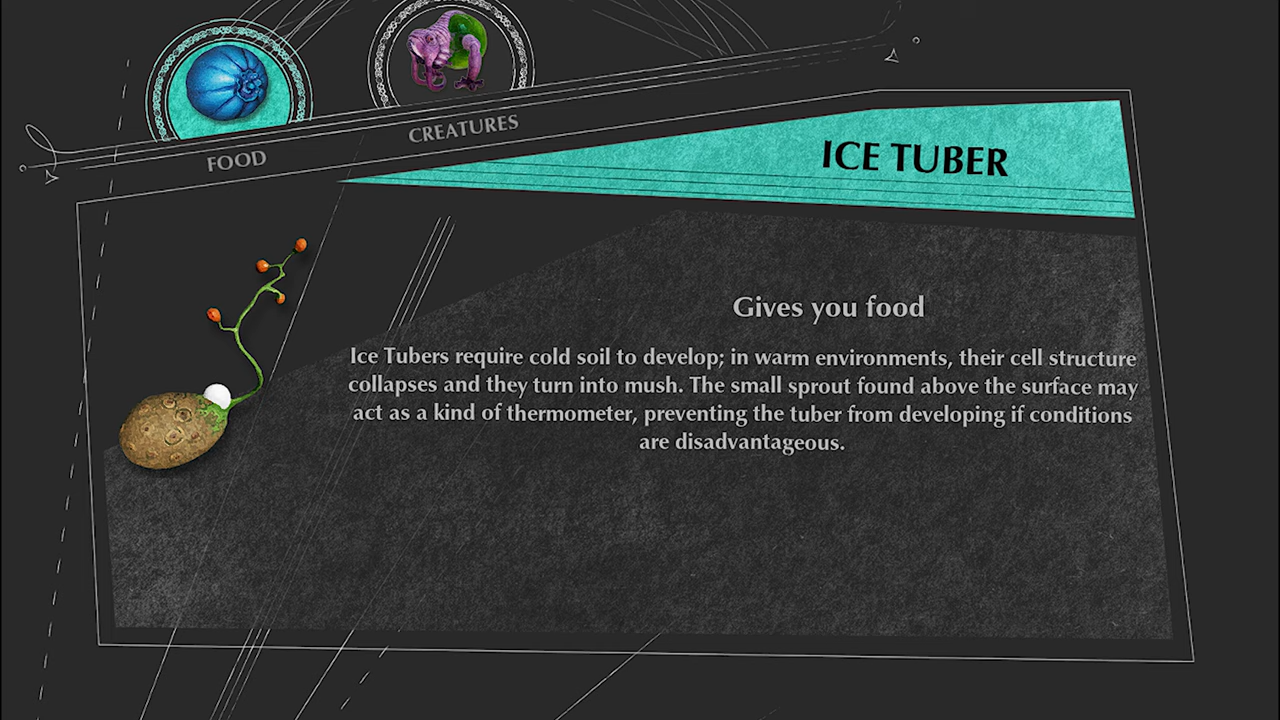 FOOD
CREATURES
ICE TUBER
Gives you food
Ice Tubers require cold soil to develop; in warm environments, their cell structure
collapses and they turn into mush. The small sprout found above the surface may
act as a kind of thermometer, preventing the tuber from developing if conditions
are disadvantageous.